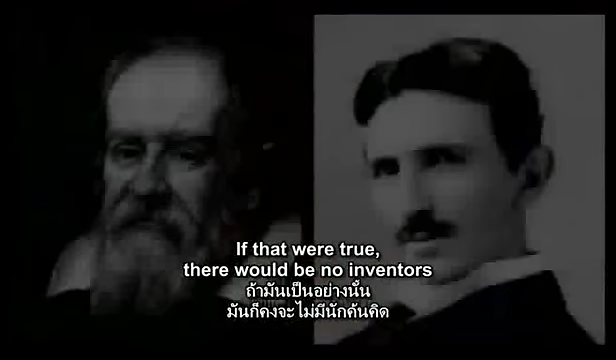 If that were true,
there would be no inventors
ถ้ามันเป็นอย่างนั้น
มันก็คงจะไม่มีนักค้นคิด